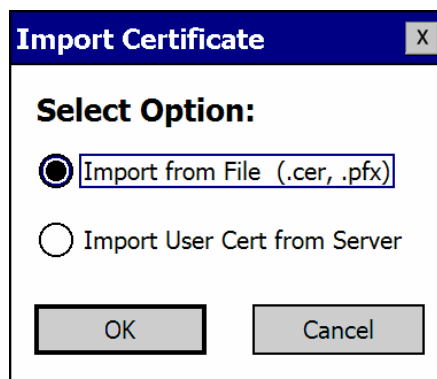 Import Certificate X
Select Option:
Import from File (.cer, .pfx)
Import User Cert from Server
OK Cancel